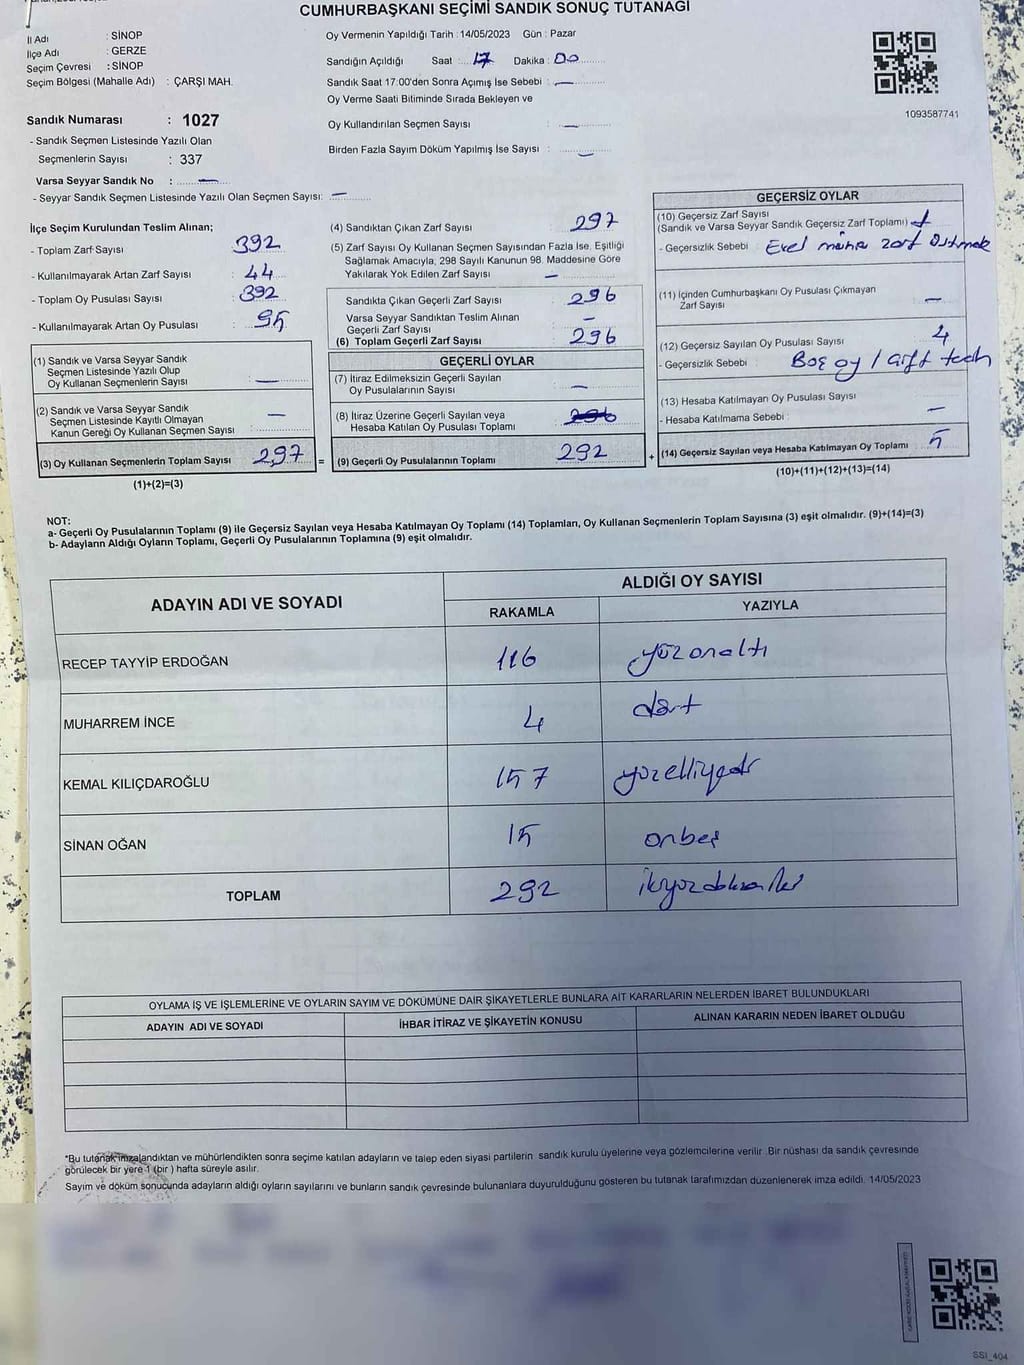 CUMHURBAŞKANI SEÇİMİ SANDIK SONUÇ TUTANAĞI
İl Adı : SİNOP
İlçe Adı : GERZE
Seçim Çevresi : SİNOP
Seçim Bölgesi (Mahalle Adı) : ÇARŞI MAH.
Sandık Numarası : 1027
- Sandık Seçmen Listesinde Yazılı Olan
Seçmenlerin Sayısı : 337
Varsa Seyyar Sandık No : —
- Seyyar Sandık Seçmen Listesinde Yazılı Olan Seçmen Sayısı: —
Oy Vermenin Yapıldığı Tarih : 14/05/2023 Gün : Pazar
Sandığın Açıldığı Saat : 17 Dakika : 00
Sandık Saat 17:00'den Sonra Açımış İse Sebebi : —
Oy Verme Saati Bitiminde Sırada Bekleyen ve
Oy Kullandırılan Seçmen Sayısı : —
Birden Fazla Sayım Döküm Yapılmış İse Sayısı : —
1093587741
İlçe Seçim Kurulundan Teslim Alınan;
- Toplam Zarf Sayısı : 392
- Kullanılmayarak Artan Zarf Sayısı : 44
- Toplam Oy Pusulası Sayısı : 392
- Kullanılmayarak Artan Oy Pusulası : 95
(1) Sandık ve Varsa Seyyar Sandık
Seçmen Listesinde Yazılı Olup
Oy Kullanan Seçmenlerin Sayısı : —
(2) Sandık ve Varsa Seyyar Sandık
Seçmen Listesinde Kayıtlı Olmayan
Kanun Gereği Oy Kullanan Seçmen Sayısı : —
(3) Oy Kullanan Seçmenlerin Toplam Sayısı : 297 =
(1)+(2)=(3)
(4) Sandıktan Çıkan Zarf Sayısı : 297
(5) Zarf Sayısı Oy Kullanan Seçmen Sayısından Fazla İse, Eşitliği
Sağlamak Amacıyla, 298 Sayılı Kanunun 98. Maddesine Göre
Yakılarak Yok Edilen Zarf Sayısı : —
Sandıkta Çıkan Geçerli Zarf Sayısı : 296
Varsa Seyyar Sandıktan Teslim Alınan
Geçerli Zarf Sayısı : —
(6) Toplam Geçerli Zarf Sayısı : 296
GEÇERLİ OYLAR
(7) İtiraz Edilmeksizin Geçerli Sayılan
Oy Pusulalarının Sayısı : —
(8) İtiraz Üzerine Geçerli Sayılan veya
Hesaba Katılan Oy Pusulası Toplamı :
(9) Geçerli Oy Pusulalarının Toplamı : 292 +
GEÇERSİZ OYLAR
(10) Geçersiz Zarf Sayısı
(Sandık ve Varsa Seyyar Sandık Geçersiz Zarf Toplamı) : 1
- Geçersizlik Sebebi : Evet mührü zarf üstünde
(11) İçinden Cumhurbaşkanı Oy Pusulası Çıkmayan
Zarf Sayısı : —
(12) Geçersiz Sayılan Oy Pusulası Sayısı : 4
- Geçersizlik Sebebi : Boş oy / çift
(13) Hesaba Katılmayan Oy Pusulası Sayısı
- Hesaba Katılmama Sebebi : —
(14) Geçersiz Sayılan veya Hesaba Katılmayan Oy Toplamı : 5
(10)+(11)+(12)+(13)=(14)
NOT:
a- Geçerli Oy Pusulalarının Toplamı (9) ile Geçersiz Sayılan veya Hesaba Katılmayan Oy Toplamı (14) Toplamları, Oy Kullanan Seçmenlerin Toplam Sayısına (3) eşit olmalıdır. (9)+(14)=(3)
b- Adayların Aldığı Oyların Toplamı, Geçerli Oy Pusulalarının Toplamına (9) eşit olmalıdır.
ADAYIN ADI VE SOYADI
ALDIĞI OY SAYISI
RAKAMLA YAZIYLA
RECEP TAYYİP ERDOĞAN 116 yüzonaltı
MUHARREM İNCE 4 dört
KEMAL KILIÇDAROĞLU 157 yüzelliyedi
SİNAN OĞAN 15 onbeş
TOPLAM 292 ikiyüzdoksaniki
OYLAMA İŞ VE İŞLEMLERİNE VE OYLARIN SAYIM VE DÖKÜMÜNE DAİR ŞİKAYETLERLE BUNLARA AİT KARARLARIN NELERDEN İBARET BULUNDUKLARI
ADAYIN ADI VE SOYADI İHBAR İTİRAZ VE ŞİKAYETİN KONUSU ALINAN KARARIN NEDEN İBARET OLDUĞU
*Bu tutanak imzalandıktan ve mühürlendikten sonra seçime katılan adayların ve talep eden siyasi partilerin sandık kurulu üyelerine veya gözlemcilerine verilir. Bir nüshası da sandık çevresinde
görülecek bir yere 1 (bir ) hafta süreyle asılır.
Sayım ve döküm sonucunda adayların aldığı oyların sayılarını ve bunların sandık çevresinde bulunanlara duyurulduğunu gösteren bu tutanak tarafımızdan düzenlenerek imza edildi. 14/05/2023
SSİ_404